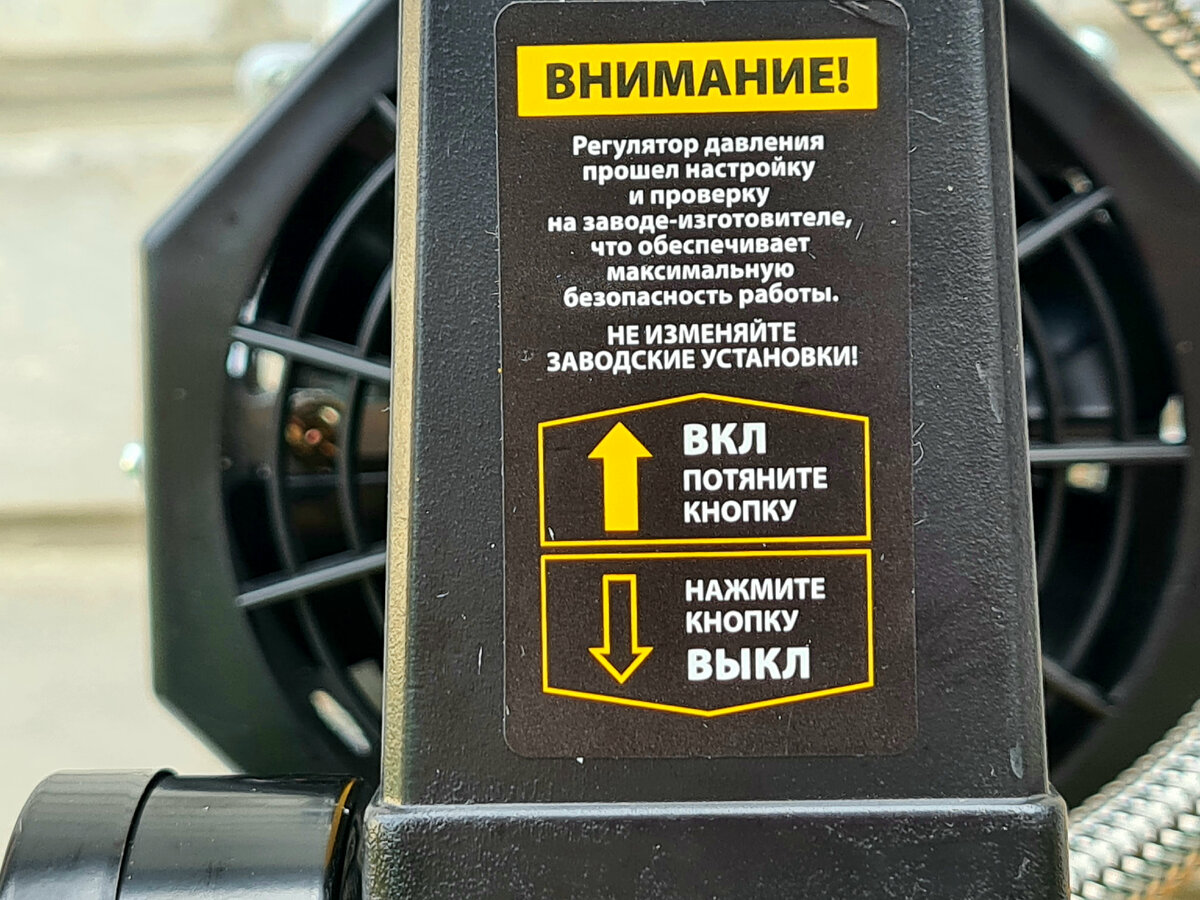 ВНИМАНИЕ!
Регулятор давления
прошел настройку
и проверку
на заводе-изготовителе,
что обеспечивает
максимальную
безопасность работы.
НЕ ИЗМЕНЯЙТЕ
ЗАВОДСКИЕ УСТАНОВКИ!
ВКЛ
ПОТЯНИТЕ
КНОПКУ
НАЖМИТЕ
КНОПКУ
ВЫКЛ